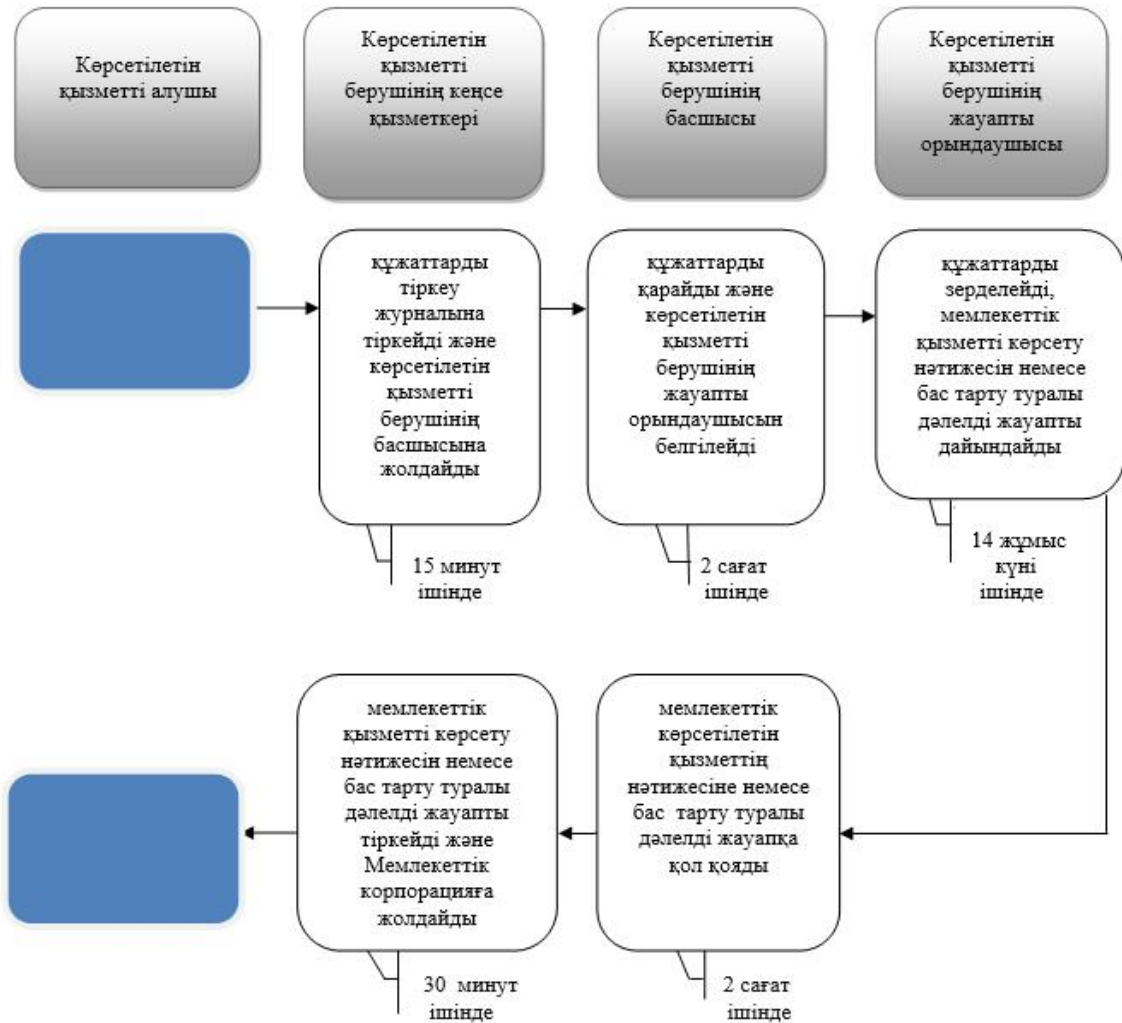 Көрсетілетін
қызметті алушы
Көрсетілетін
қызметті
берушінің кеңсе
қызметкері
Көрсетілетін
қызметті
берушінің
басшысы
Көрсетілетін
қызметті
берушінің
жауапты
орындаушысы
құжаттарды
тіркеу
журналына
тіркейді және
көрсетілетін
қызметті
берушінің
басшысына
жолдайды
15 минут
ішінде
құжаттарды
қарайды және
көрсетілетін
қызметті
берушінің
жауапты
орындаушысын
белгілейді
2 сағат
ішінде
құжаттарды
зерделейді,
мемлекеттік
қызметті көрсету
нәтижесін немесе
бас тарту туралы
дәлелді жауапты
дайындайды
14 жұмыс
күні
ішінде
мемлекеттік
көрсетілетін
қызметтің
нәтижесіне немесе
бас тарту туралы
дәлелді жауапқа
қол қояды
2 сағат
ішінде
мемлекеттік
қызметті көрсету
нәтижесін немесе
бас тарту туралы
дәлелді жауапты
тіркейді және
Мемлекеттік
корпорацияға
жолдайды
30 минут
ішінде